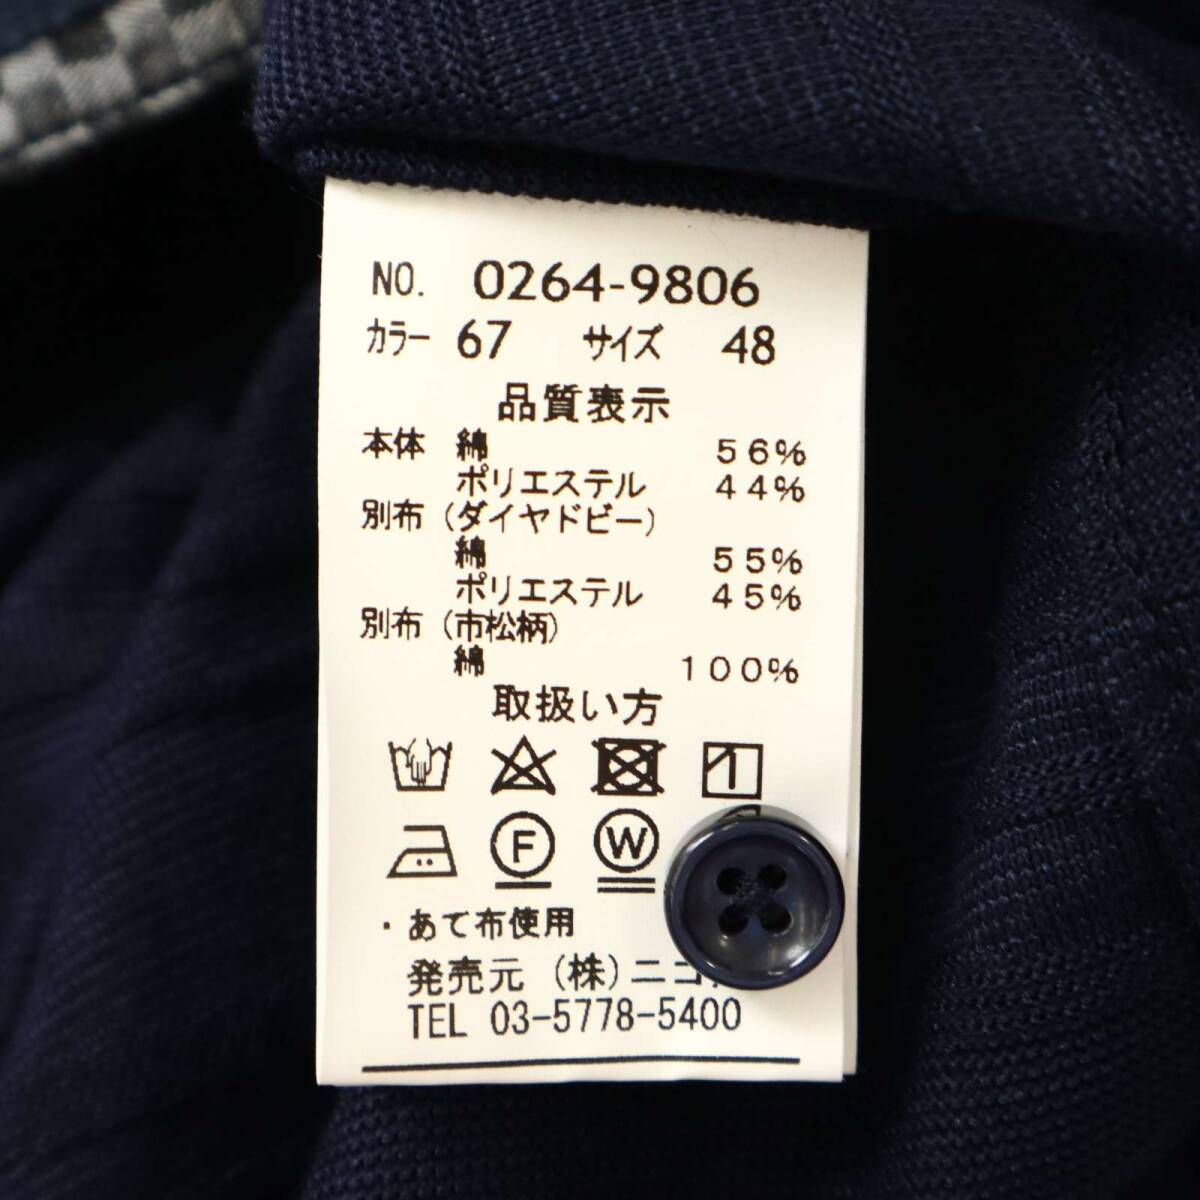 NO. 0264-9806
カラー 67 サイズ 48
品質表示
本体 綿 56%
ポリエステル 44%
別布 (ダイヤドビー)
綿 55%
ポリエステル 45%
別布 (市松柄)
綿 100%
取扱い方
1
F W
・あて布使用
発売元 (株)ニコ
TEL 03-5778-5400